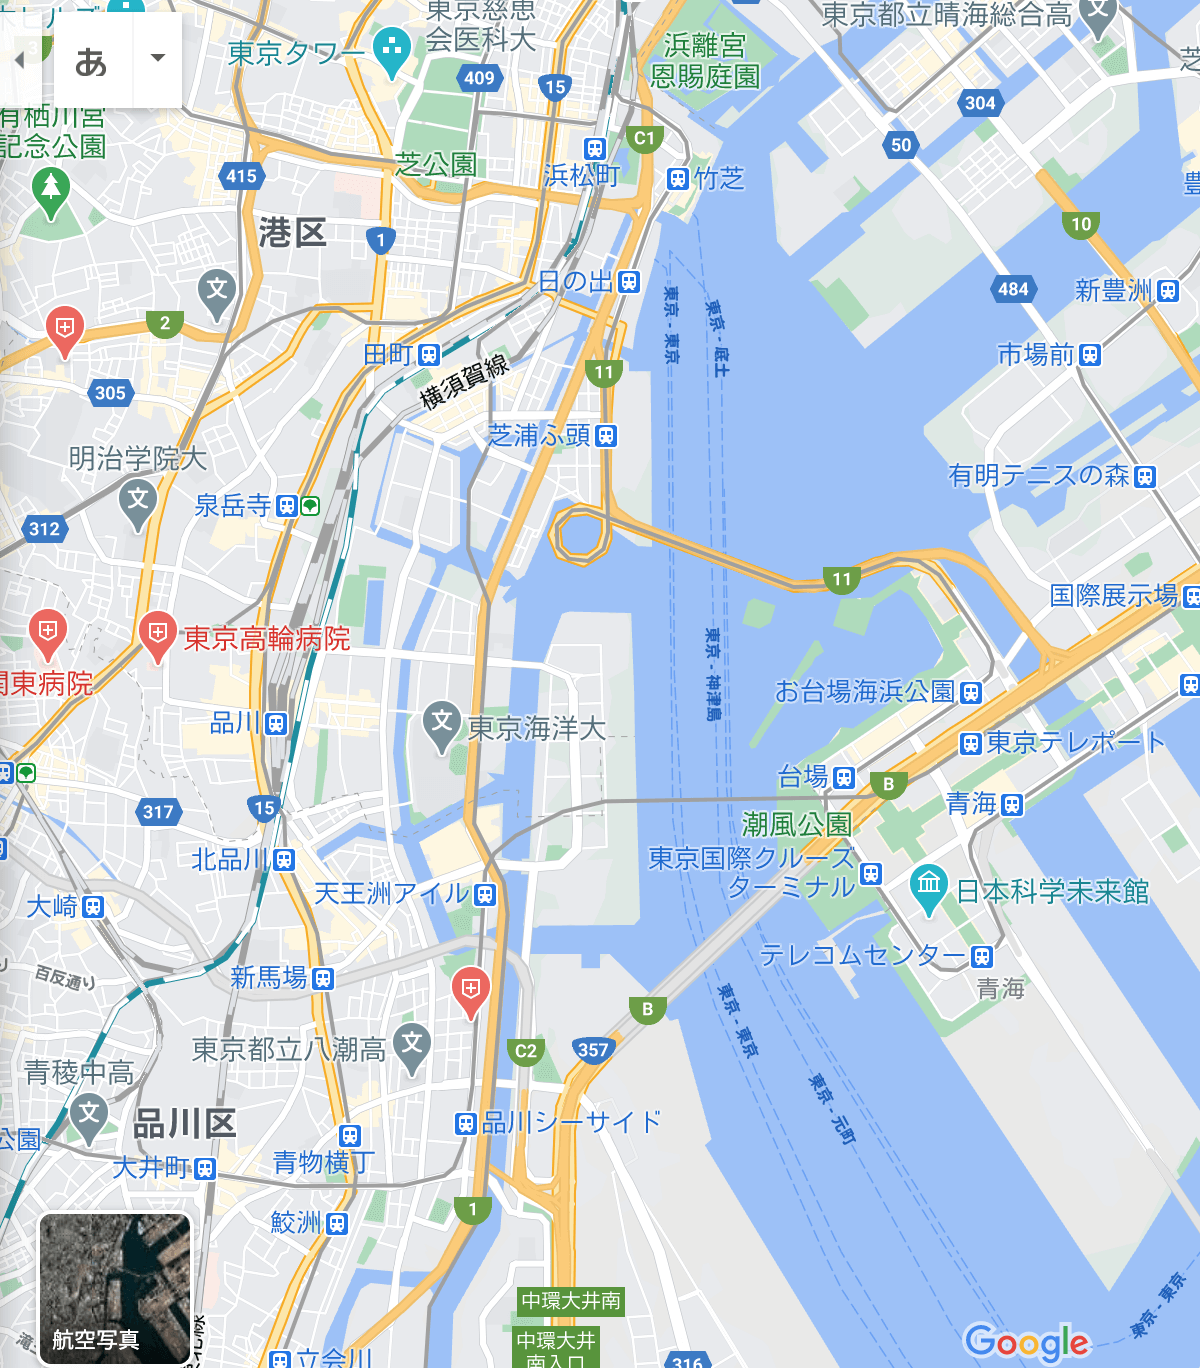 東京慈恵
会医科大
東京都立晴海総合高
東京タワー
浜離宮
恩賜庭園
あ
409
15
304
有栖川宮
記念公園
C1
50
415
芝公園
浜松町
竹芝
港区
1
10
日の出
484
新豊洲
東京 - 東京
東京 - 底土
2
田町
市場前
横須賀線
11
305
芝浦ふ頭
明治学院大
有明テニスの森
泉岳寺
312
11
国際展示場
東京高輪病院
関東病院
東京 - 神津島
お台場海浜公園
品川
東京海洋大
東京テレポート
台場
B
317
15
青海
潮風公園
北品川
東京国際クルーズ
ターミナル
天王洲アイル
日本科学未来館
大崎
テレコムセンター
百反通り
新馬場
青海
B
東京 - 東京
東京都立八潮高
C2
357
青稜中高
東京 - 元町
品川区
品川シーサイド
公園
青物横丁
大井町
1
鮫洲
中環大井南
東京 - 東京
航空写真
中環大井
南入口
Google
立会川
316